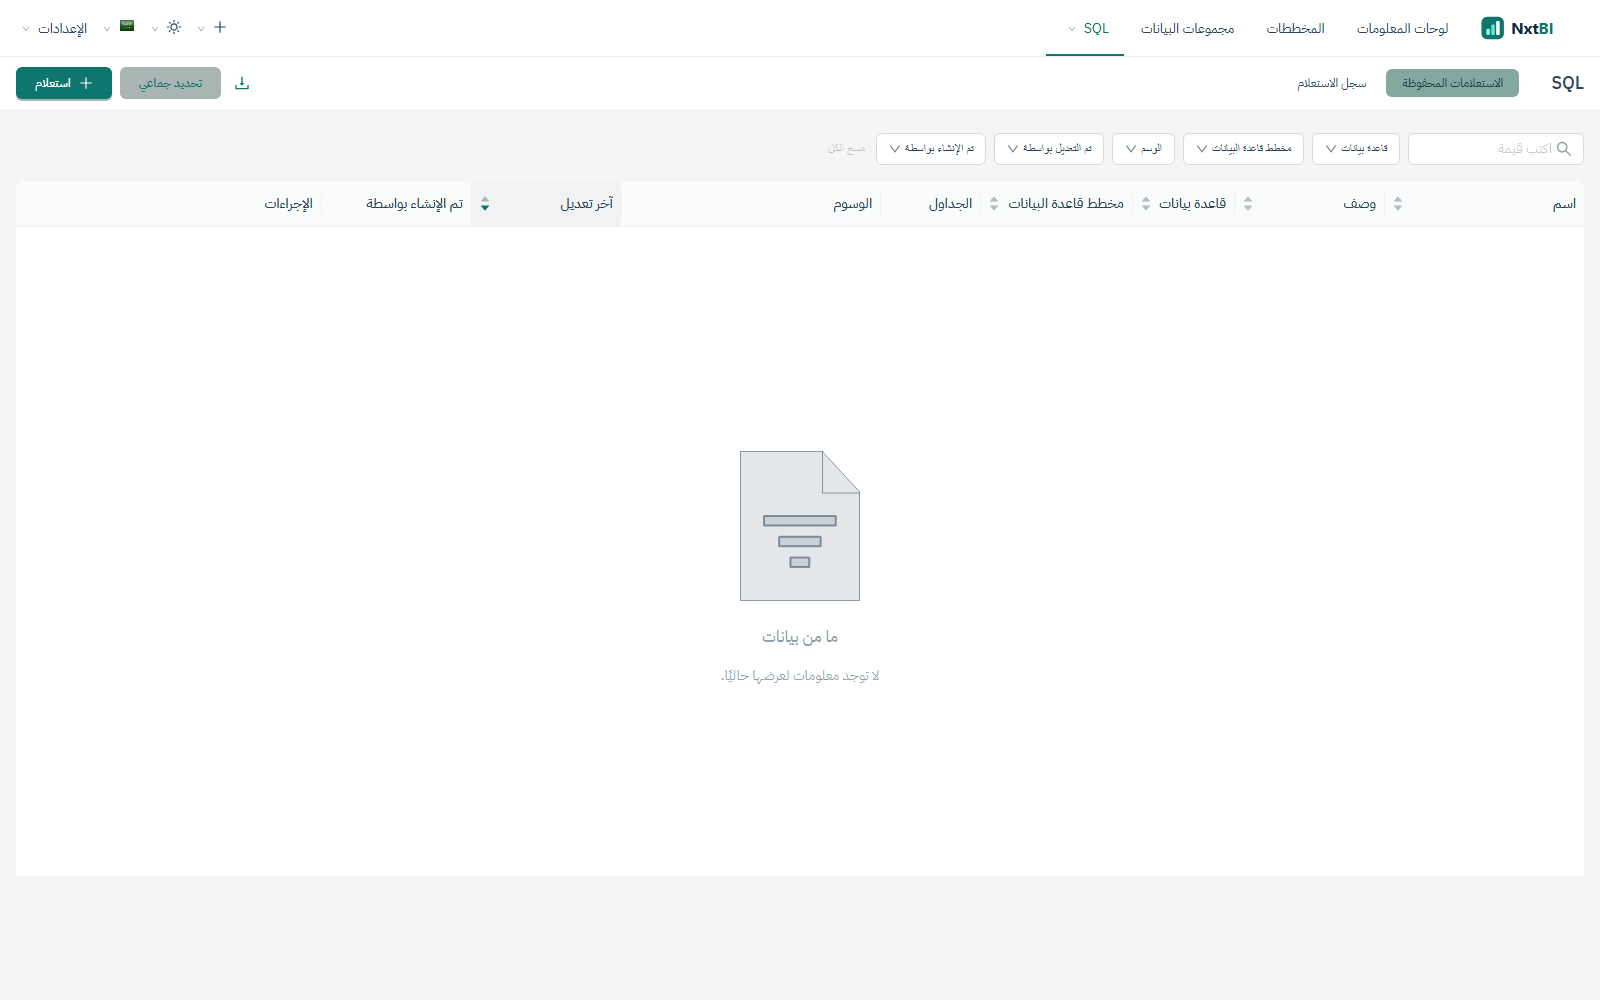 NxtBI لوحات المعلومات المخططات مجموعات البيانات SQL الإعدادات
SQL الاستعلامات المحفوظة سجل الاستعلام تحديد جماعي استعلام
اكتب قيمة قاعدة بيانات مخطط قاعدة البيانات الوسم تم التعديل بواسطة تم الإنشاء بواسطة مسح الكل
اسم وصف قاعدة بيانات مخطط قاعدة البيانات الجداول الوسوم آخر تعديل تم الإنشاء بواسطة الإجراءات
ما من بيانات
لا توجد معلومات لعرضها حاليًا.